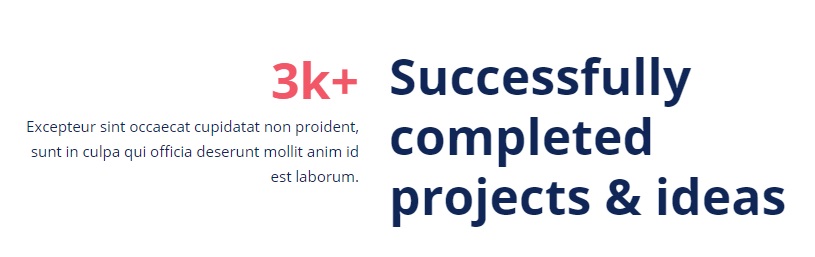 3k+
Excepteur sint occaecat cupidatat non proident,
sunt in culpa qui officia deserunt mollit anim id
est laborum.
Successfully
completed
projects & ideas